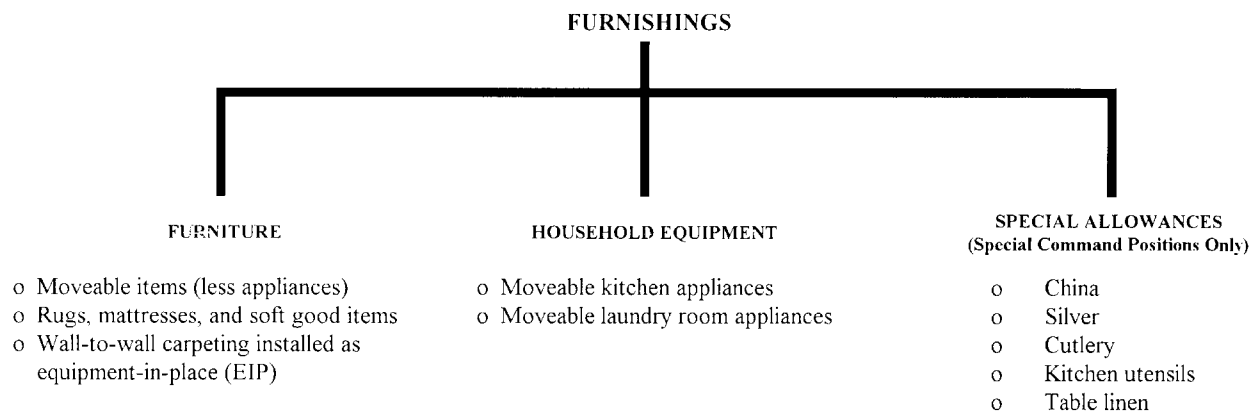 FURNISHINGS
FURNITURE
o Moveable items (less appliances)
o Rugs, mattresses, and soft good items
o Wall-to-wall carpeting installed as
equipment-in-place (EIP)
HOUSEHOLD EQUIPMENT
o Moveable kitchen appliances
o Moveable laundry room appliances
SPECIAL ALLOWANCES
(Special Command Positions Only)
o China
o Silver
o Cutlery
o Kitchen utensils
o Table linen